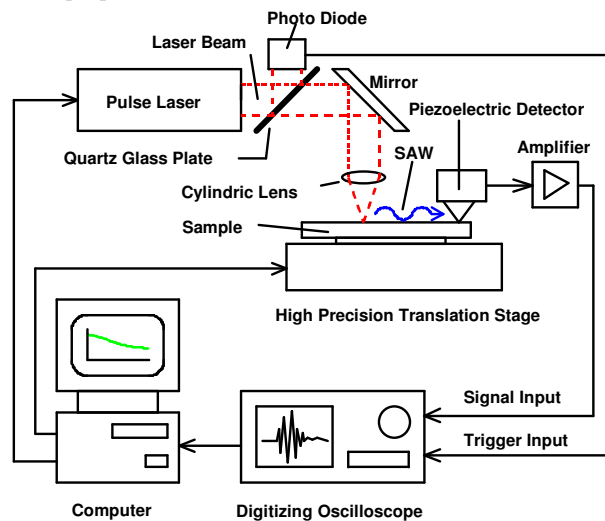 Photo Diode
Laser Beam
Pulse Laser
Mirror
Piezoelectric Detector
Quartz Glass Plate
SAW
Amplifier
Cylindric Lens
Sample
High Precision Translation Stage
Signal Input
Trigger Input
Computer
Digitizing Oscilloscope